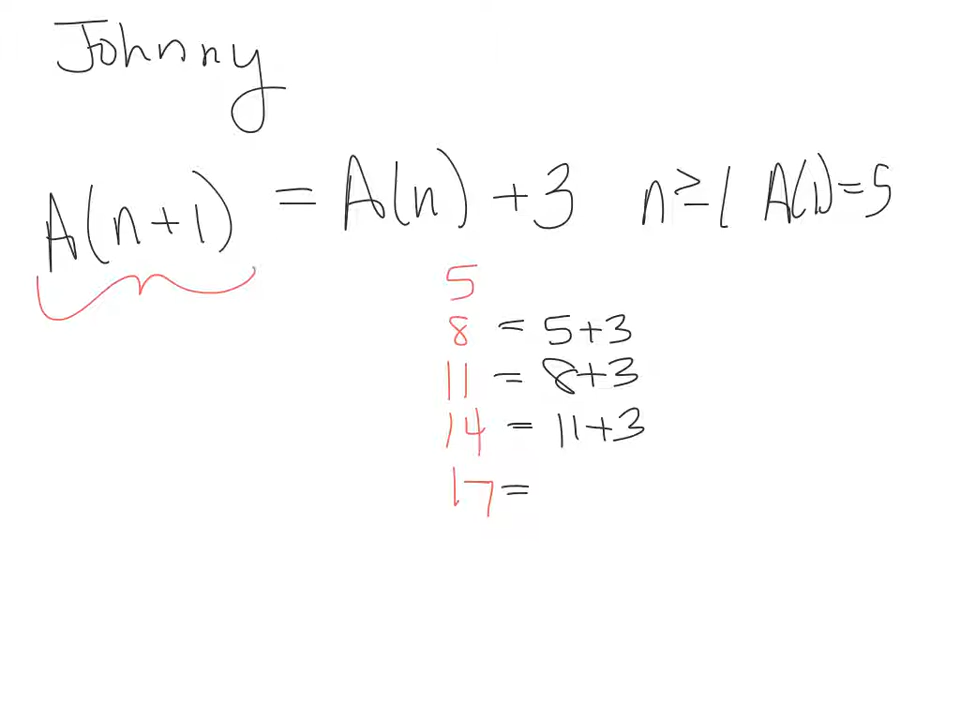 Johnny
A(n+1) = A(n) + 3 n ≥ 1 A(1) = 5
5
8 = 5+3
11 = 8+3
14 = 11+3
17 =